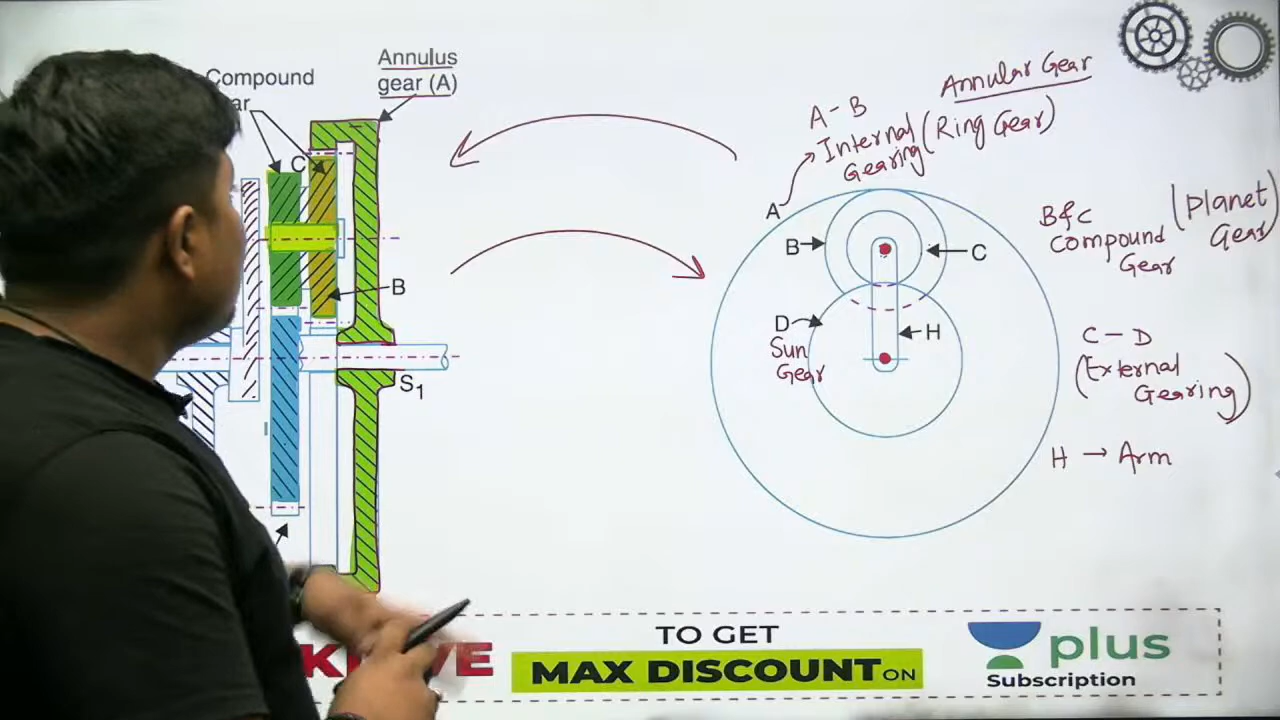 Compound
Annulus
gear (A)
C
B
S1
Annular Gear
A - B
Internal (Ring Gear)
Gearing
A
B
C
D
Sun
Gear
H
B & C (planet
Compound Gear)
Gear
C - D
(External
Gearing)
H → Arm
TO GET
MAX DISCOUNT ON
plus
Subscription